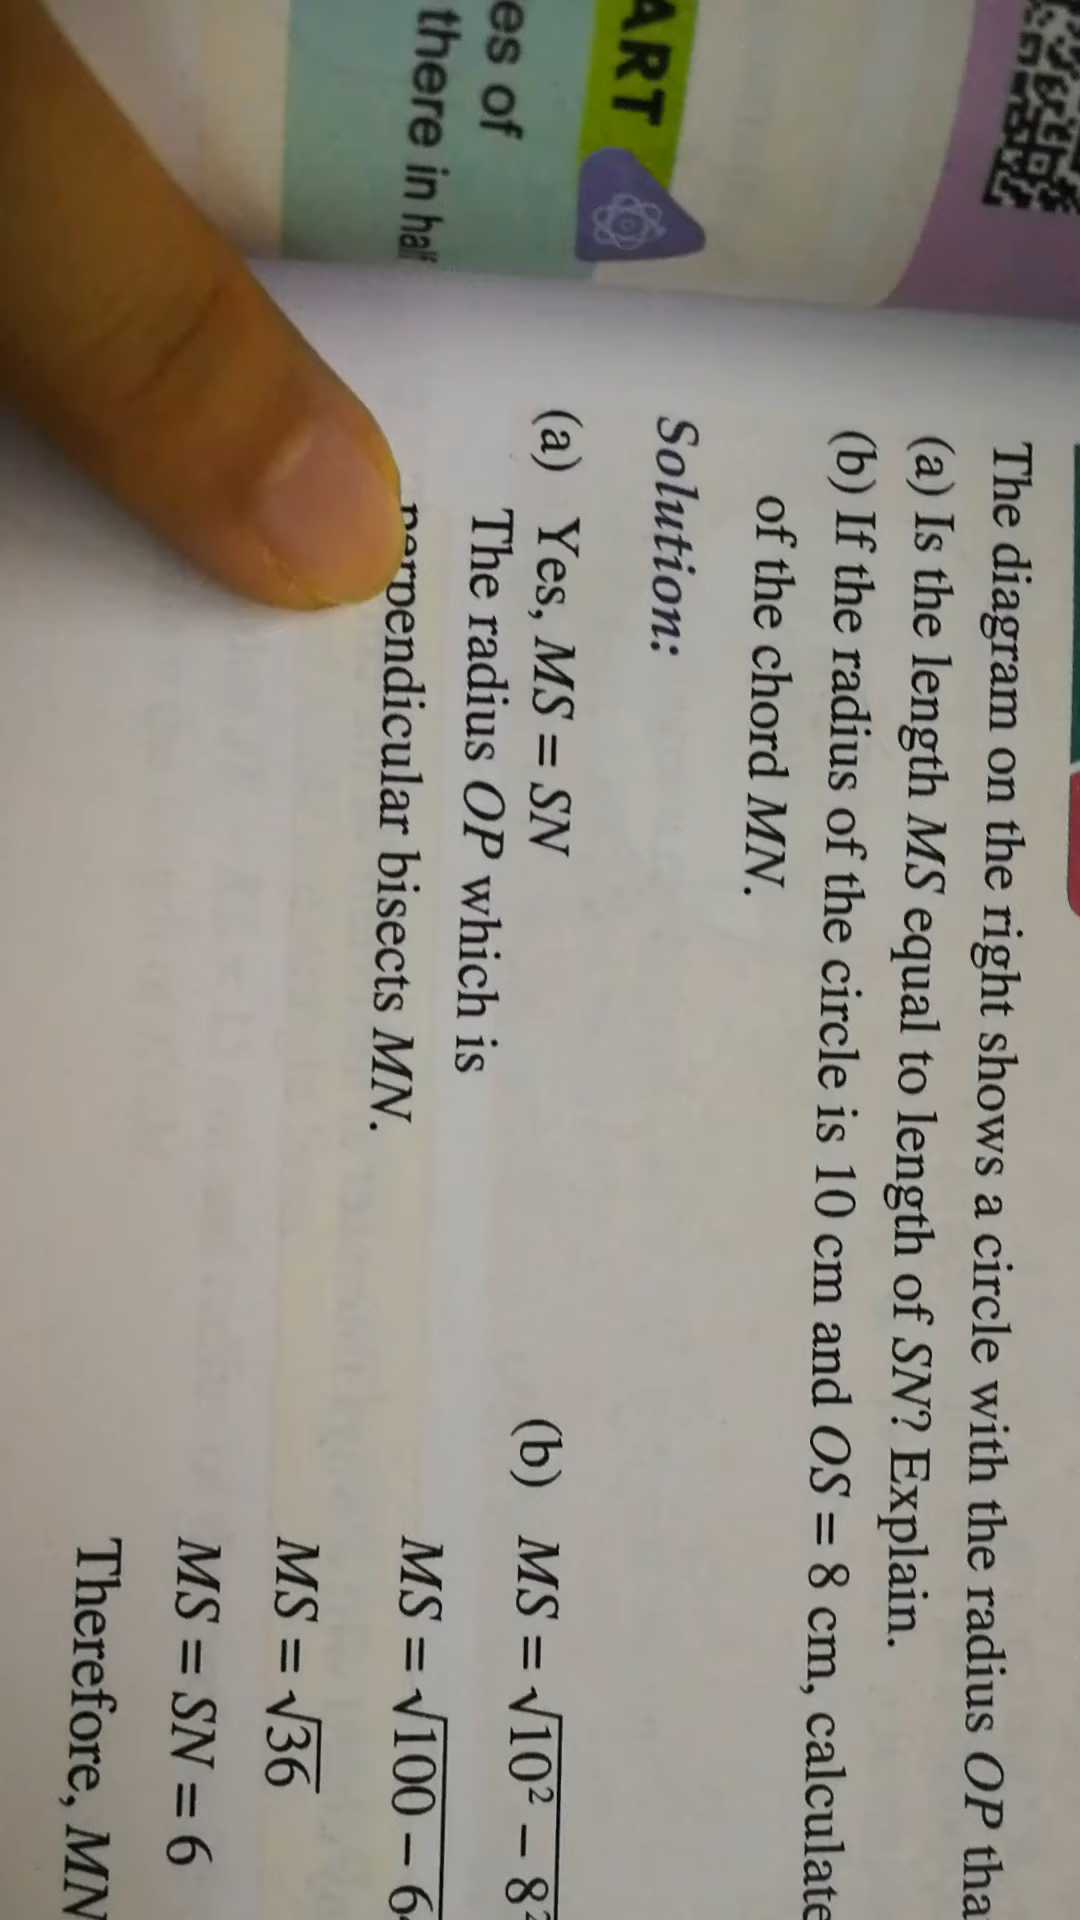 ART
es of
there in half
The diagram on the right shows a circle with the radius OP tha
(a) Is the length MS equal to length of SN? Explain.
(b) If the radius of the circle is 10 cm and OS = 8 cm, calculate
of the chord MN.
Solution:
(a) Yes, MS = SN
The radius OP which is
perpendicular bisects MN.
(b) MS = √10² – 8²
MS = √100 – 6
MS = √36
MS = SN = 6
Therefore, MN